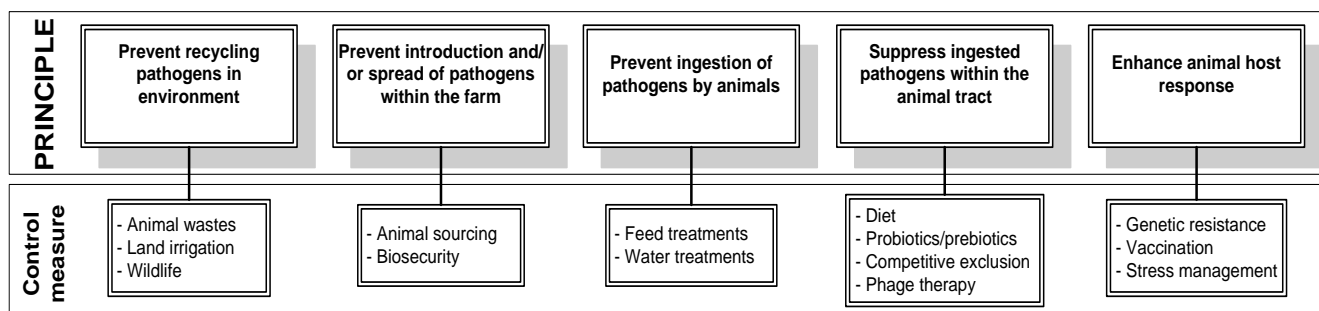 PRINCIPLE
Prevent recycling
pathogens in
environment
Prevent introduction and/
or spread of pathogens
within the farm
Prevent ingestion of
pathogens by animals
Suppress ingested
pathogens within the
animal tract
Enhance animal host
response
Control
measure
- Animal wastes
- Land irrigation
- Wildlife
- Animal sourcing
- Biosecurity
- Feed treatments
- Water treatments
- Diet
- Probiotics/prebiotics
- Competitive exclusion
- Phage therapy
- Genetic resistance
- Vaccination
- Stress management